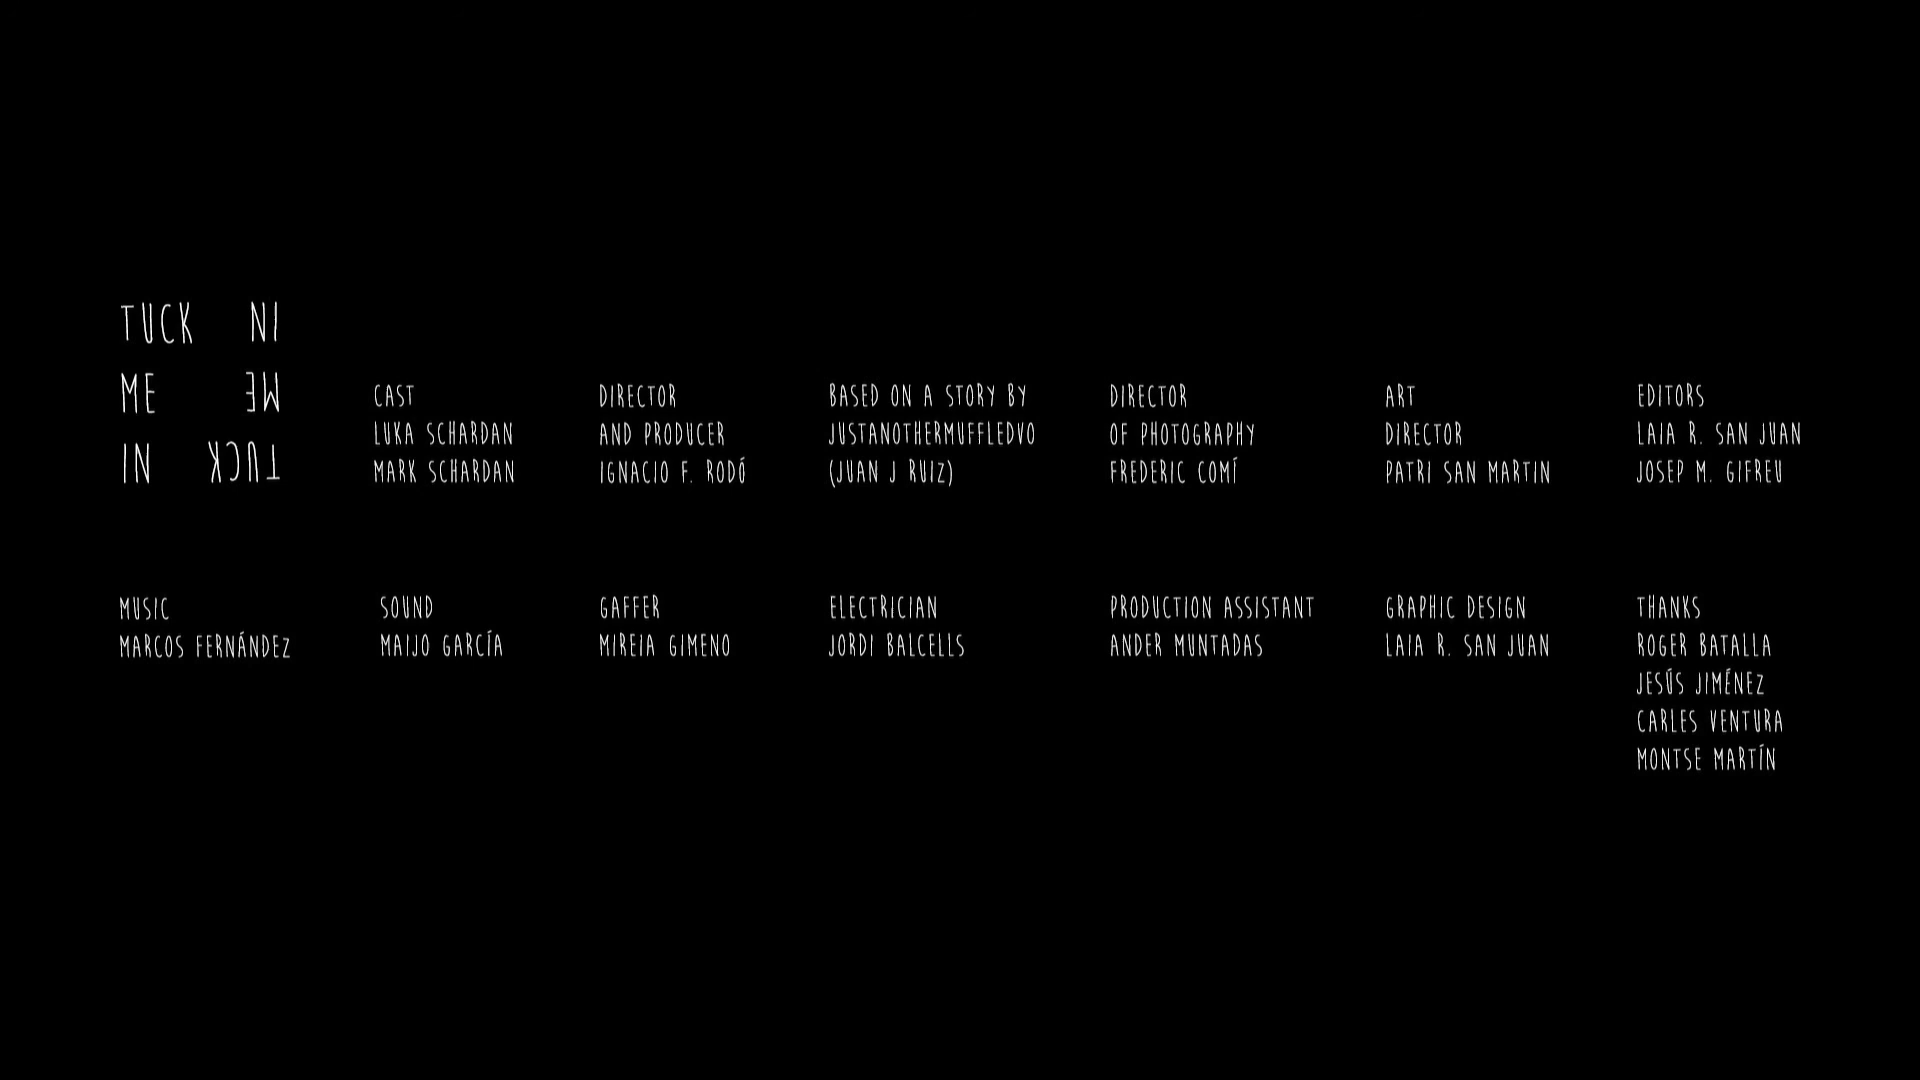 TUCK
ME
IN
TUCK
ME
IN
CAST
LUKA SCHARDAN
MARK SCHARDAN
DIRECTOR
AND PRODUCER
IGNACIO F. RODÓ
BASED ON A STORY BY
JUSTANOTHERMUFFLEDVO
(JUAN J RUIZ)
DIRECTOR
OF PHOTOGRAPHY
FREDERIC COMÍ
ART
DIRECTOR
PATRI SAN MARTIN
EDITORS
LAIA R. SAN JUAN
JOSEP M. GIFREU
MUSIC
MARCOS FERNÁNDEZ
SOUND
MAIJO GARCÍA
GAFFER
MIREIA GIMENO
ELECTRICIAN
JORDI BALCELLS
PRODUCTION ASSISTANT
ANDER MUNTADAS
GRAPHIC DESIGN
LAIA R. SAN JUAN
THANKS
ROGER BATALLA
JESÚS JIMÉNEZ
CARLES VENTURA
MONTSE MARTÍN